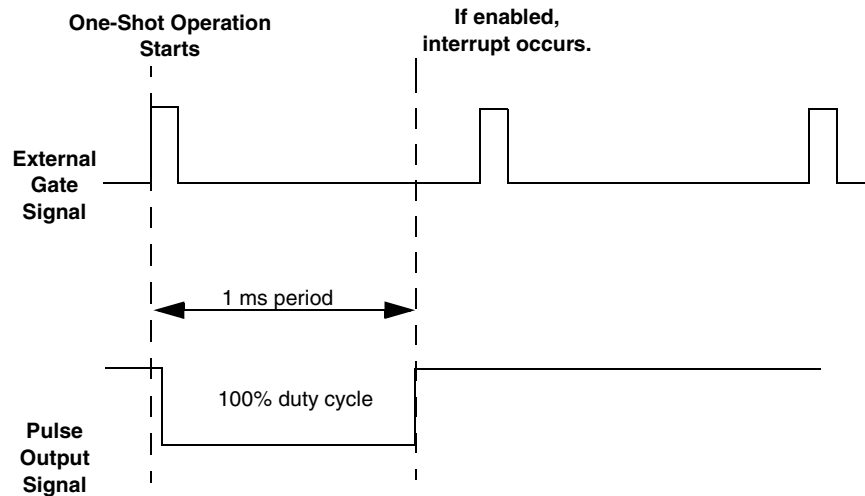 One-Shot Operation
Starts
If enabled,
interrupt occurs.
External
Gate
Signal
1 ms period
100% duty cycle
Pulse
Output
Signal